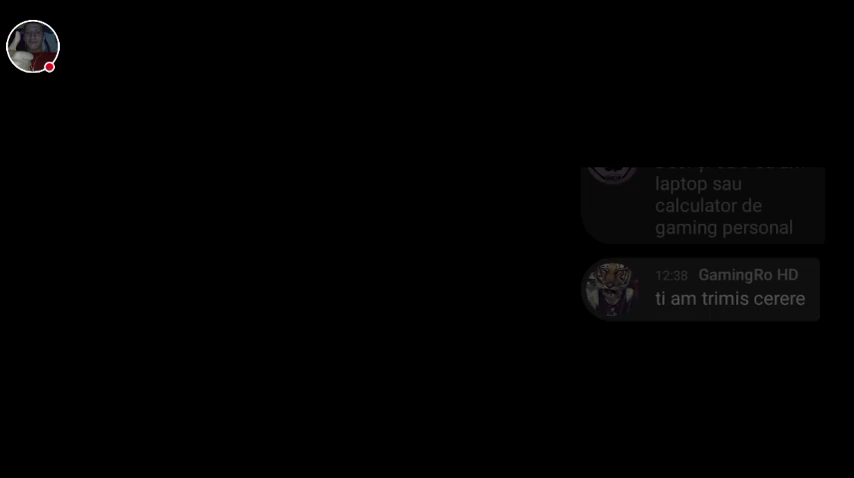 laptop sau
calculator de
gaming personal
12:38 GamingRo HD
ti am trimis cerere